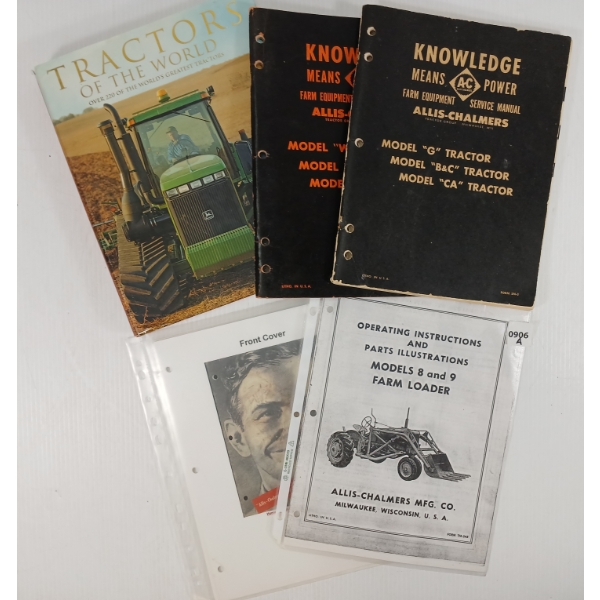 TRACTORS
OF THE WORLD
KNOWLEDGE
MEANS
FARM EQUIPMENT
ALLIS-
MODEL
MODEL
MODE
KNOWLEDGE
MEANS A-C POWER
FARM EQUIPMENT SERVICE MANUAL
ALLIS-CHALMERS
MODEL "G" TRACTOR
MODEL "B&C" TRACTOR
MODEL "CA" TRACTOR
Front Cover
OPERATING INSTRUCTIONS
AND
PARTS ILLUSTRATIONS
MODELS 8 and 9
FARM LOADER
ALLIS-CHALMERS MFG. CO.
MILWAUKEE, WISCONSIN, U. S. A.
0906
A